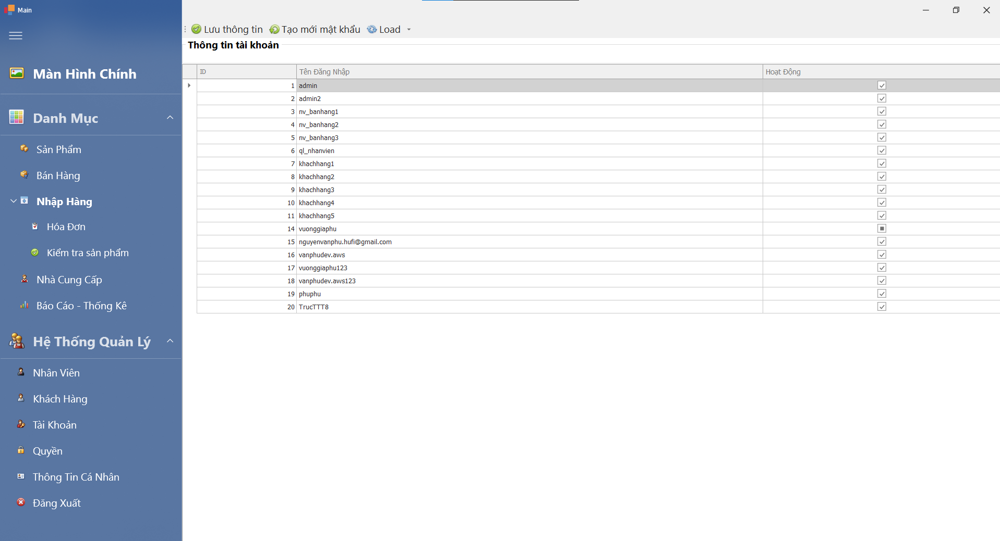 Main
Lưu thông tin Tạo mới mật khẩu Load
Thông tin tài khoản
Màn Hình Chính
Danh Mục
Sản Phẩm
Bán Hàng
Nhập Hàng
Hóa Đơn
Kiểm tra sản phẩm
Nhà Cung Cấp
Báo Cáo - Thống Kê
Hệ Thống Quản Lý
Nhân Viên
Khách Hàng
Tài Khoản
Quyền
Thông Tin Cá Nhân
Đăng Xuất
ID Tên Đăng Nhập Hoạt Động
1 admin
2 admin2
3 nv_banhang1
4 nv_banhang2
5 nv_banhang3
6 ql_nhanvien
7 khachhang1
8 khachhang2
9 khachhang3
10 khachhang4
11 khachhang5
14 vuonggiaphu
15 nguyenvanphu.hufi@gmail.com
16 vanphudev.aws
17 vuonggiaphu123
18 vanphudev.aws123
19 phuphu
20 TrucTTT8